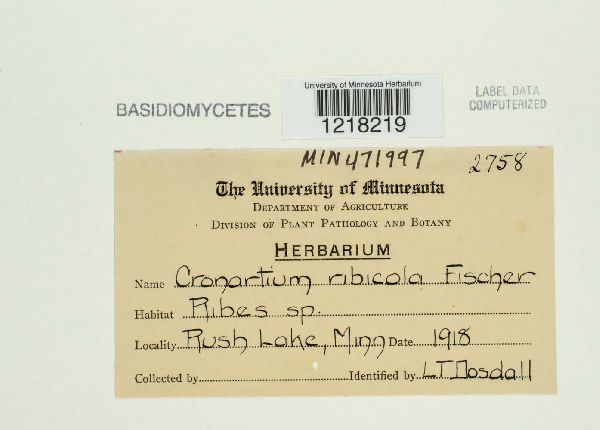 University of Minnesota Herbarium
1218219
BASIDIOMYCETES
LABEL DATA
COMPUTERIZED
MIN471997
2758
The University of Minnesota
DEPARTMENT OF AGRICULTURE
DIVISION OF PLANT PATHOLOGY AND BOTANY
HERBARIUM
Name Cronartium ribicola Fischer
Habitat Ribes sp.
Locality Rush Lake, Minn Date 1918
Collected by Identified by L T Dosdall